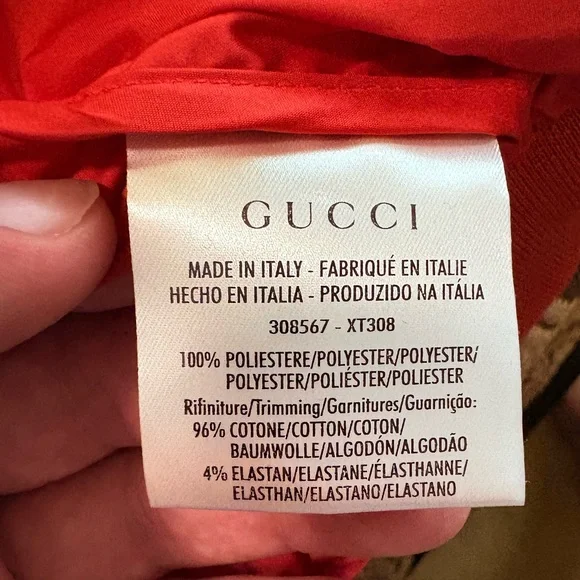 GUCCI
MADE IN ITALY - FABRIQUÉ EN ITALIE
HECHO EN ITALIA - PRODUZIDO NA ITÁLIA
308567 - XT308
100% POLIESTERE/POLYESTER/POLYESTER/
POLYESTER/POLIÉSTER/POLIESTER
Rifiniture/Trimming/Garnitures/Guarnição:
96% COTONE/COTTON/COTON/
BAUMWOLLE/ALGODÓN/ALGODÃO
4% ELASTAN/ELASTANE/ÉLASTHANNE/
ELASTHAN/ELASTANO/ELASTANO